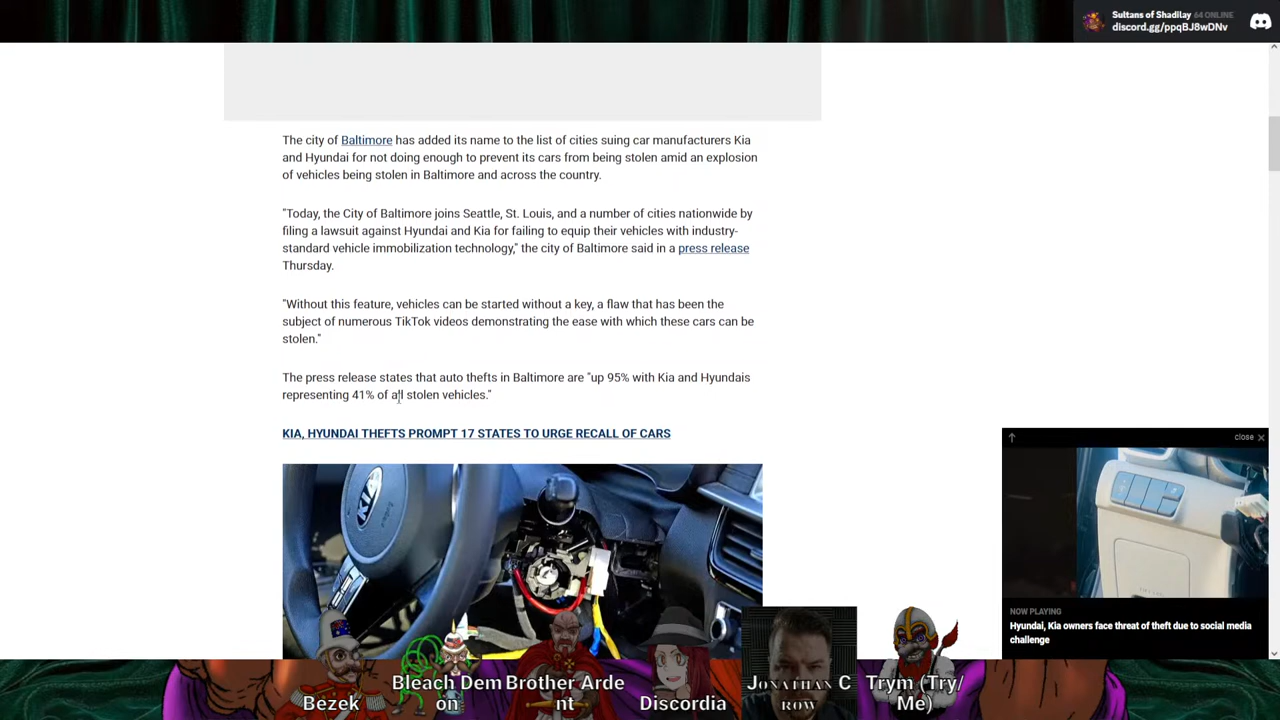 Sultans of Shadilay 64 ONLINE
discord.gg/ppqBJ8wDNv
The city of Baltimore has added its name to the list of cities suing car manufacturers Kia
and Hyundai for not doing enough to prevent its cars from being stolen amid an explosion
of vehicles being stolen in Baltimore and across the country.
"Today, the City of Baltimore joins Seattle, St. Louis, and a number of cities nationwide by
filing a lawsuit against Hyundai and Kia for failing to equip their vehicles with industry-
standard vehicle immobilization technology," the city of Baltimore said in a press release
Thursday.
"Without this feature, vehicles can be started without a key, a flaw that has been the
subject of numerous TikTok videos demonstrating the ease with which these cars can be
stolen."
The press release states that auto thefts in Baltimore are "up 95% with Kia and Hyundais
representing 41% of all stolen vehicles."
KIA, HYUNDAI THEFTS PROMPT 17 STATES TO URGE RECALL OF CARS
KIA
close
NOW PLAYING
Hyundai, Kia owners face threat of theft due to social media
challenge
Bezek
Bleach Dem
on
Brother Arde
nt
Discordia
Jonathan C
row
Trym (Try/
Me)